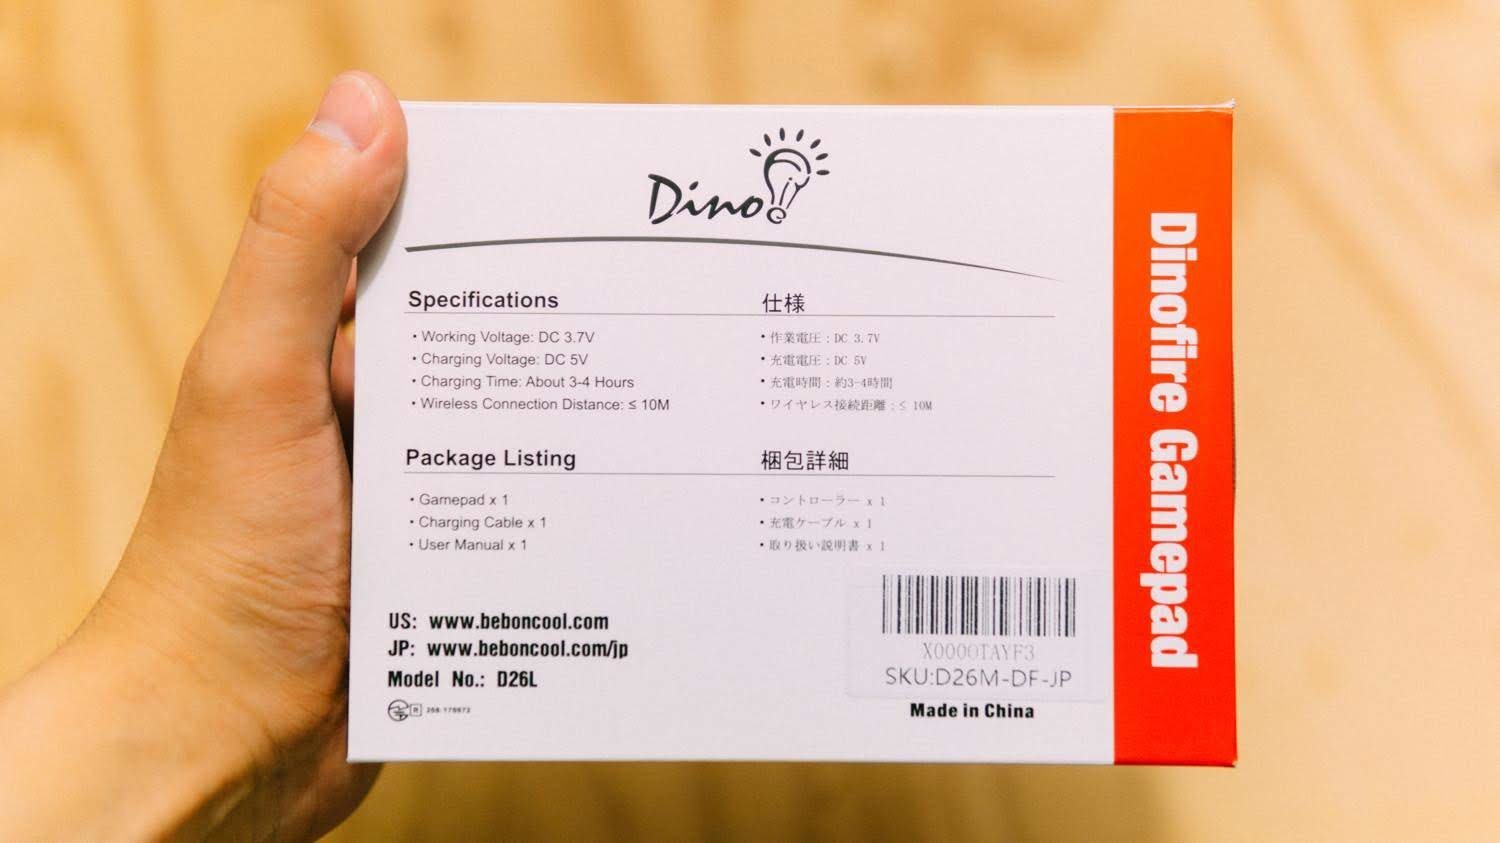 Dino
Specifications
• Working Voltage: DC 3.7V
• Charging Voltage: DC 5V
• Charging Time: About 3-4 Hours
• Wireless Connection Distance: ≤ 10M
仕様
• 作業電圧：DC 3.7V
• 充電電圧：DC 5V
• 充電時間：約3-4時間
• ワイヤレス接続距離：≤ 10M
Package Listing
• Gamepad x 1
• Charging Cable x 1
• User Manual x 1
梱包詳細
• コントローラー x 1
• 充電ケーブル x 1
• 取り扱い説明書 x 1
US: www.beboncool.com
JP: www.beboncool.com/jp
Model No.: D26L
R
X0000TAYF3
SKU:D26M-DF-JP
Made in China
Dinofire Gamepad